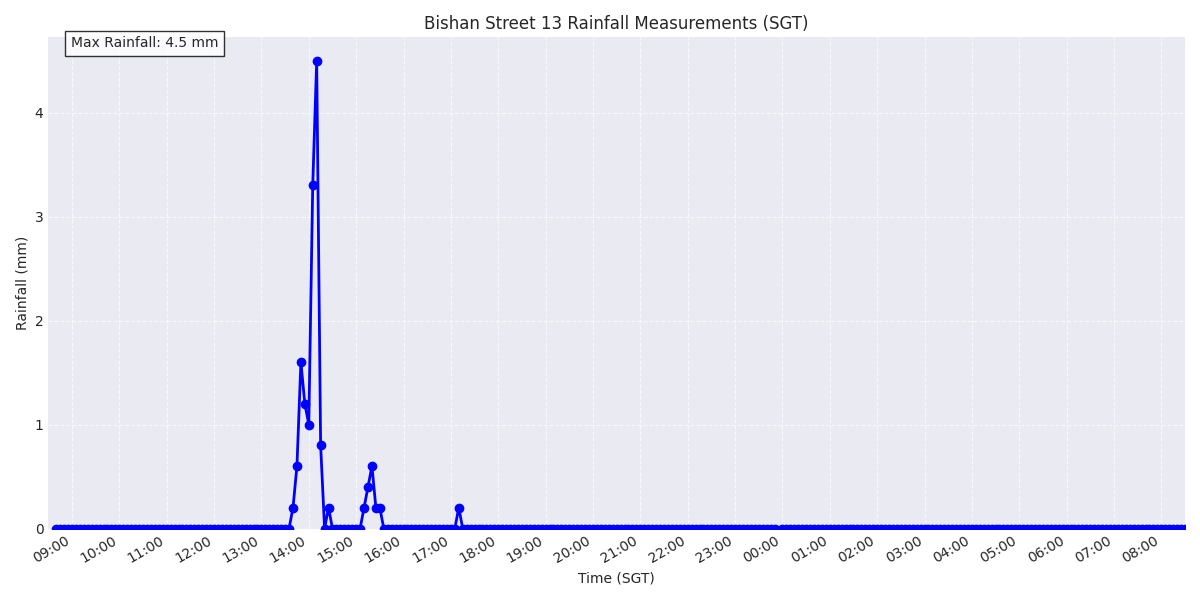 Bishan Street 13 Rainfall Measurements (SGT)
Max Rainfall: 4.5 mm
Rainfall (mm)
4
3
2
1
0
09:00 10:00 11:00 12:00 13:00 14:00 15:00 16:00 17:00 18:00 19:00 20:00 21:00 22:00 23:00 00:00 01:00 02:00 03:00 04:00 05:00 06:00 07:00 08:00
Time (SGT)